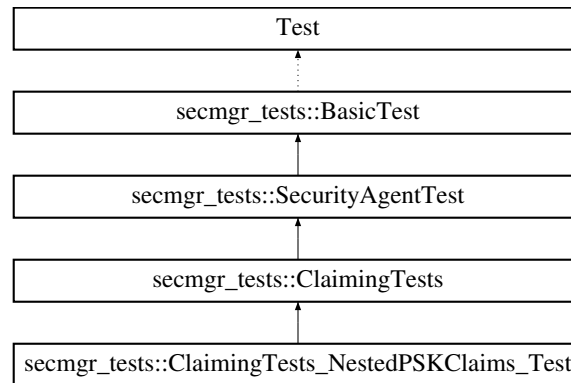 Test
secmgr_tests::BasicTest
secmgr_tests::SecurityAgentTest
secmgr_tests::ClaimingTests
secmgr_tests::ClaimingTests_NestedPSKClaims_Test